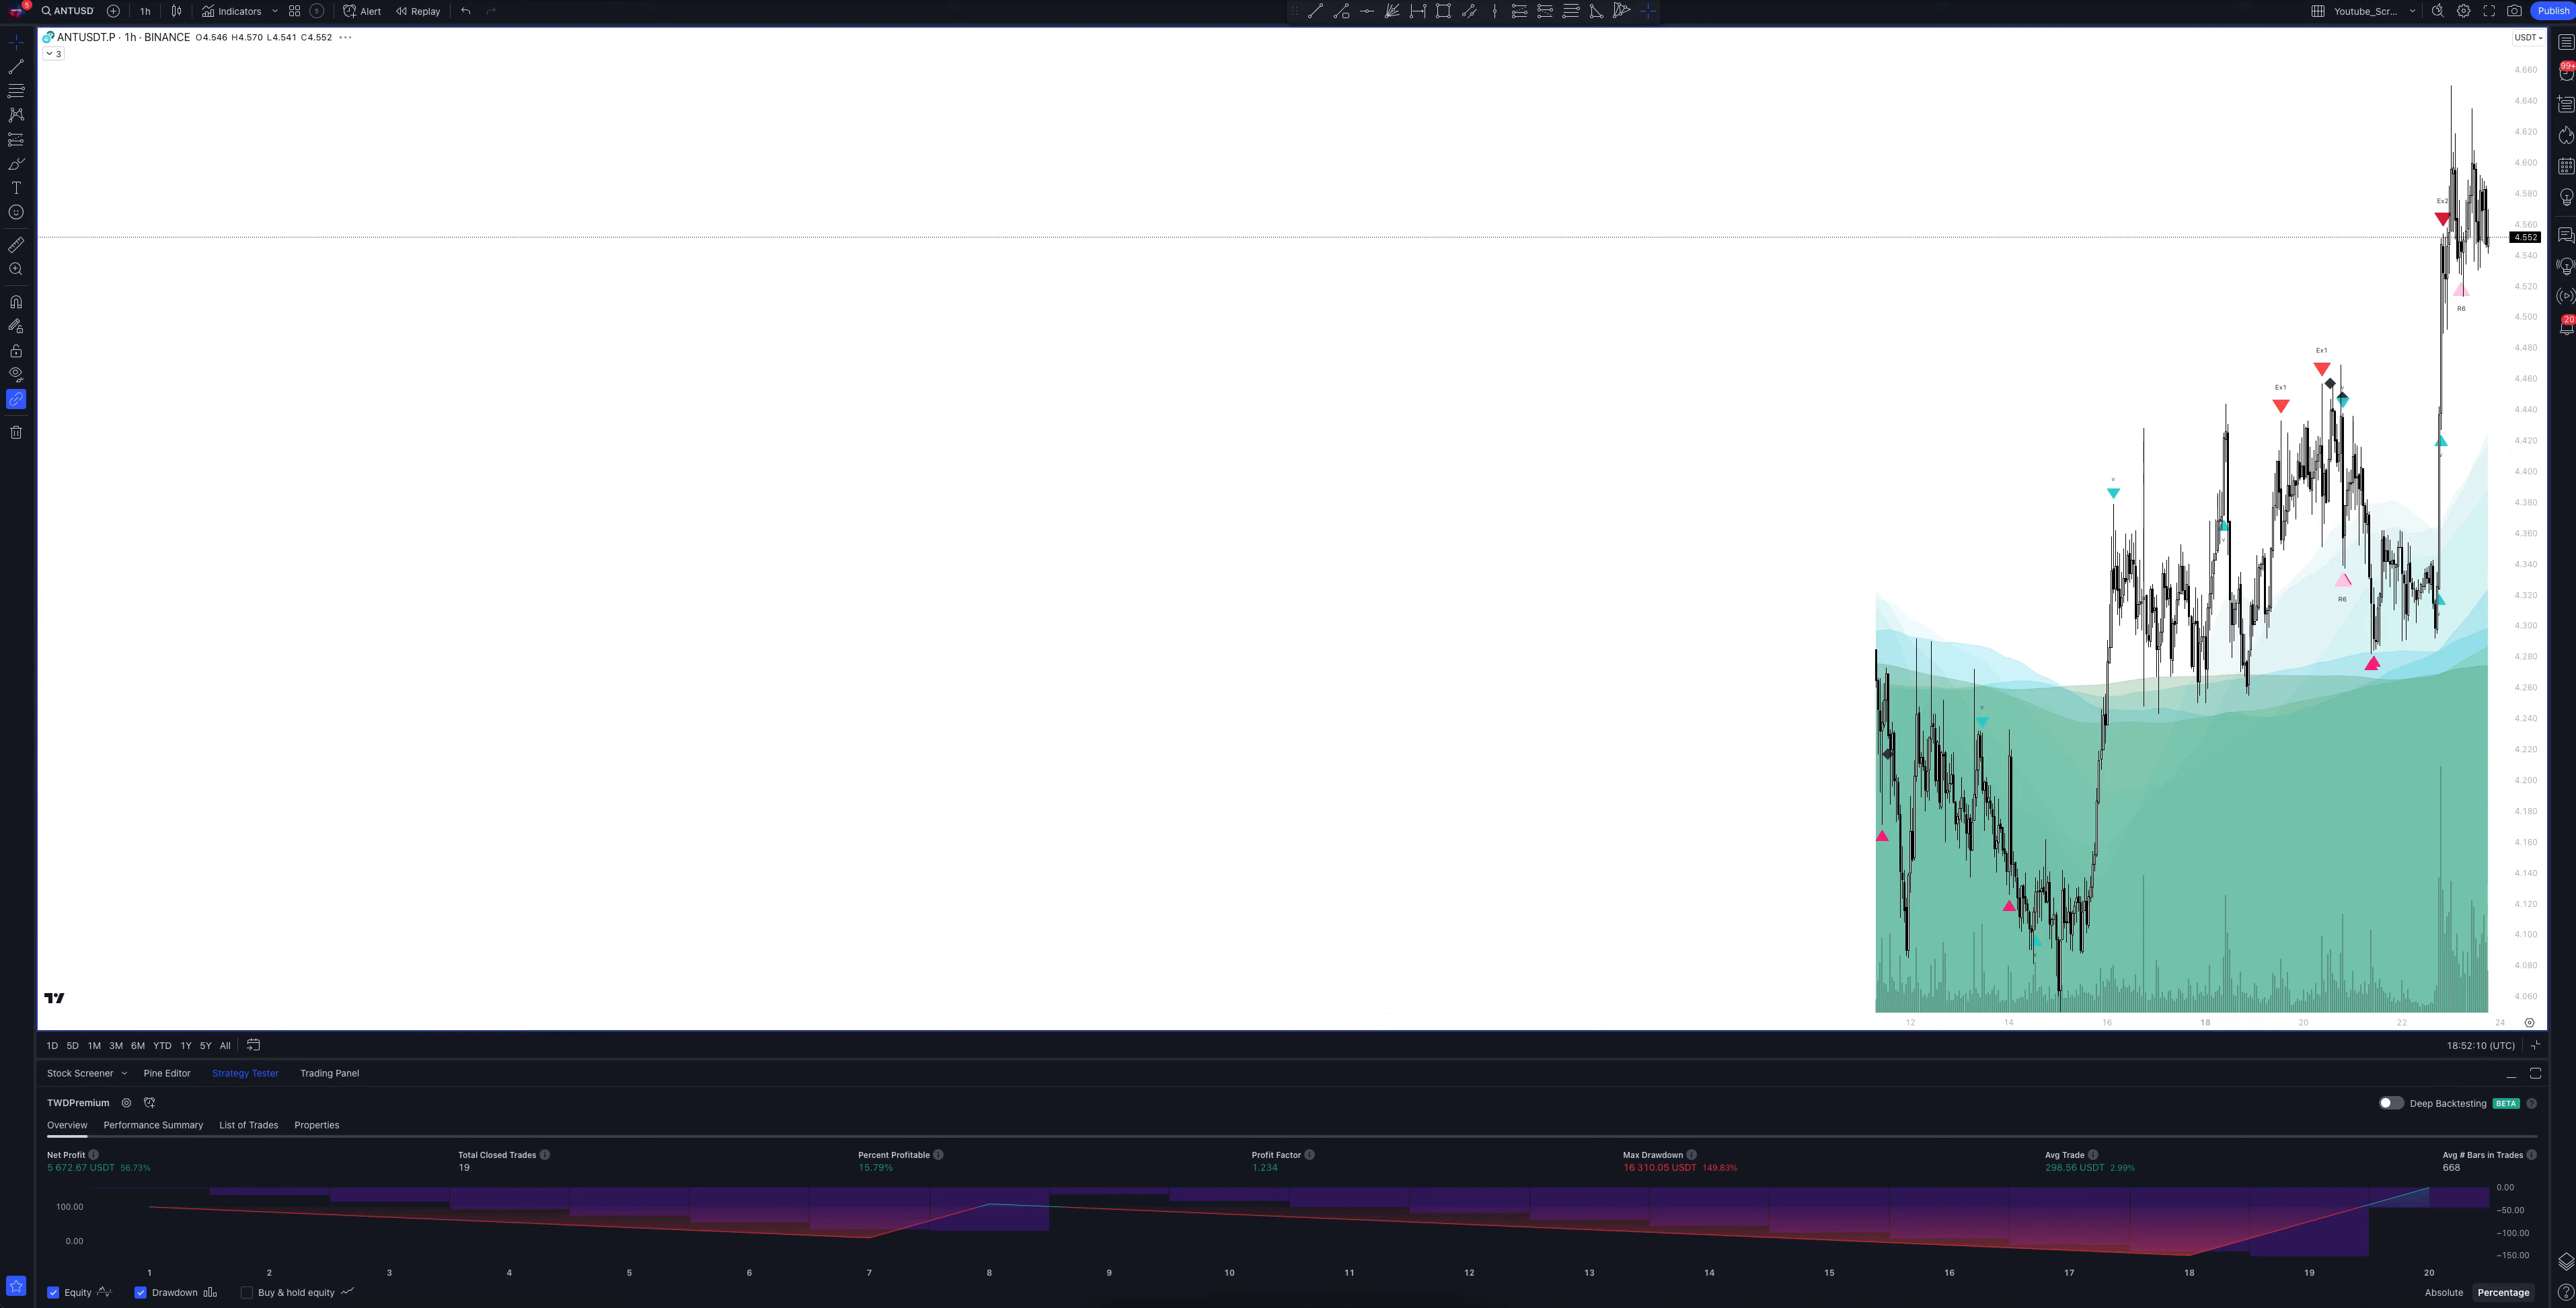 5
ANTUSD
1h
Indicators
5
Alert
Replay
Youtube_Scr...
Publish
ANTUSDT.P · 1h · BINANCE O4.546 H4.570 L4.541 C4.552
3
USDT
4.660
4.640
4.620
4.600
4.580
4.560
4.552
4.540
4.520
4.500
4.480
4.460
4.440
4.420
4.400
4.380
4.360
4.340
4.320
4.300
4.280
4.260
4.240
4.220
4.200
4.180
4.160
4.140
4.120
4.100
4.080
4.060
99+
20
Ex2
R6
Ex1
Ex1
R6
v
v
v
12 14 16 18 20 22 24
1D 5D 1M 3M 6M YTD 1Y 5Y All
18:52:10 (UTC)
Stock Screener Pine Editor Strategy Tester Trading Panel
TWDPremium
Deep Backtesting BETA
Overview Performance Summary List of Trades Properties
Net Profit Total Closed Trades Percent Profitable Profit Factor Max Drawdown Avg Trade Avg # Bars in Trades
5 672.67 USDT 56.73% 19 15.79% 1.234 16 310.05 USDT 149.83% 298.56 USDT 2.99% 668
100.00
0.00
0.00
−50.00
−100.00
−150.00
1 2 3 4 5 6 7 8 9 10 11 12 13 14 15 16 17 18 19 20
Equity Drawdown Buy & hold equity
Absolute Percentage